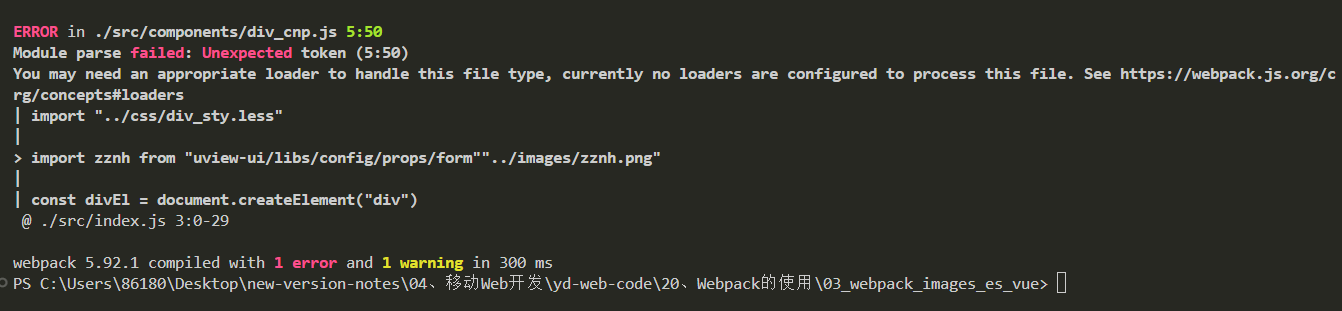 ERROR in ./src/components/div_cnp.js 5:50
Module parse failed: Unexpected token (5:50)
You may need an appropriate loader to handle this file type, currently no loaders are configured to process this file. See https://webpack.js.org/c
rg/concepts#loaders
| import "../css/div_sty.less"
|
> import zznh from "uview-ui/libs/config/props/form""../images/zznh.png"
|
| const divEl = document.createElement("div")
 @ ./src/index.js 3:0-29
webpack 5.92.1 compiled with 1 error and 1 warning in 300 ms
PS C:\Users\86180\Desktop\new-version-notes\04、移动Web开发\yd-web-code\20、Webpack的使用\03_webpack_images_es_vue>